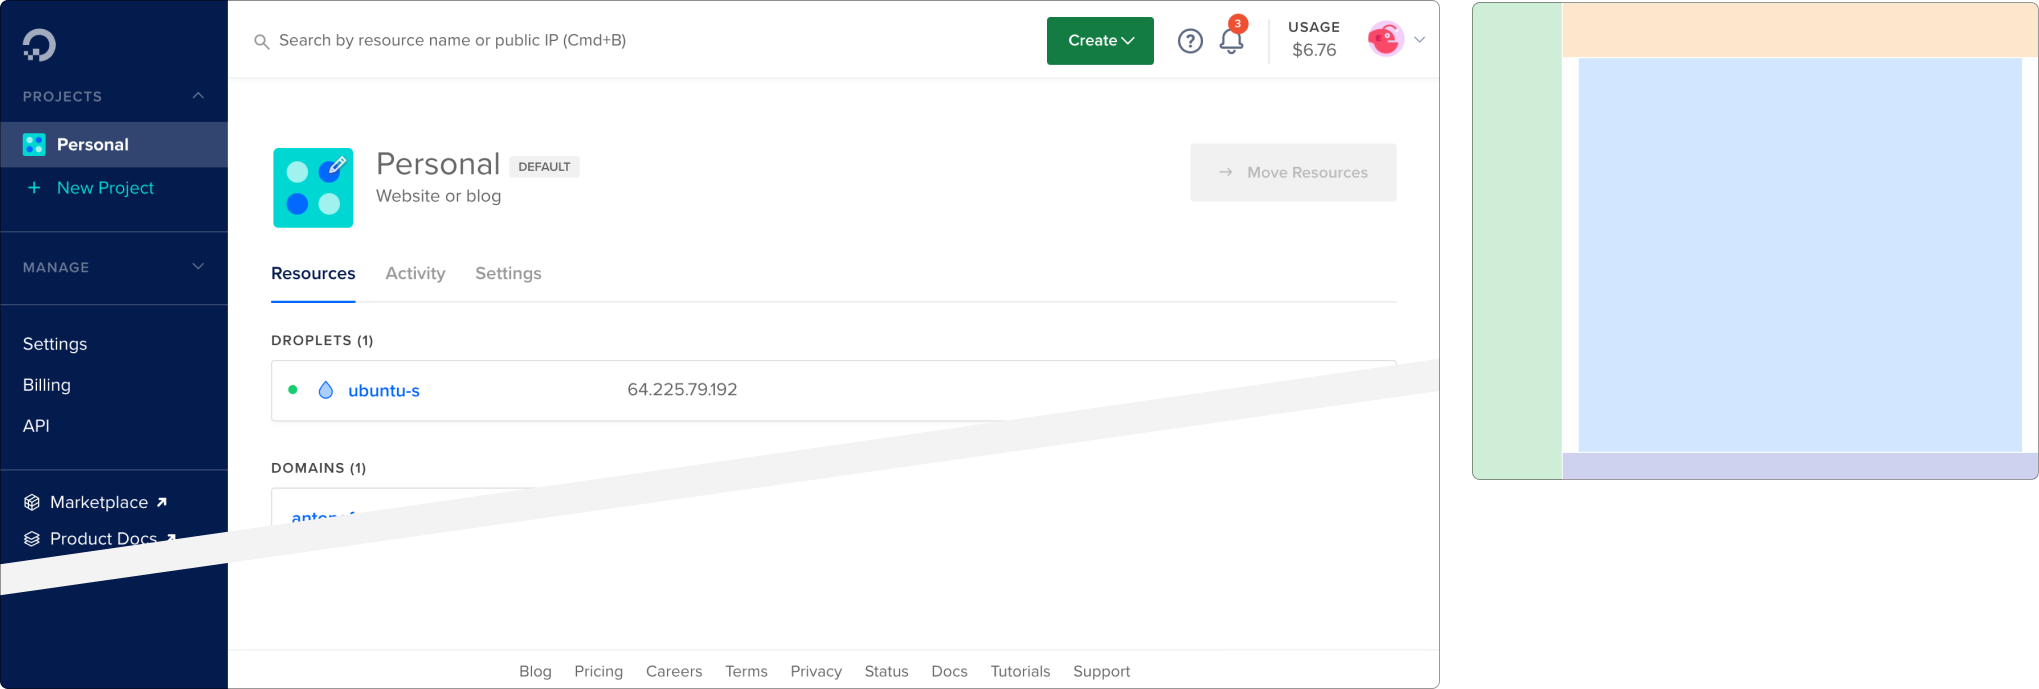 PROJECTS
Personal
+ New Project
MANAGE
Settings
Billing
API
Marketplace
Product Docs
Search by resource name or public IP (Cmd+B)
Create
?
3
USAGE
$6.76
Personal DEFAULT
Website or blog
→ Move Resources
Resources Activity Settings
DROPLETS (1)
ubuntu-s 64.225.79.192
DOMAINS (1)
Blog Pricing Careers Terms Privacy Status Docs Tutorials Support